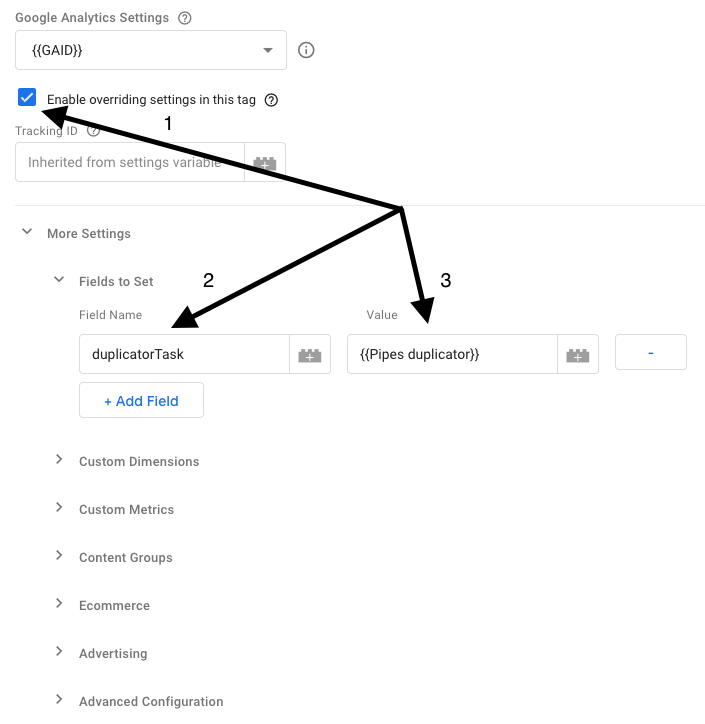 Google Analytics Settings
{{GAID}}
Enable overriding settings in this tag
1
Tracking ID
Inherited from settings variable
More Settings
Fields to Set
2
3
Field Name Value
duplicatorTask {{Pipes duplicator}} -
+ Add Field
Custom Dimensions
Custom Metrics
Content Groups
Ecommerce
Advertising
Advanced Configuration